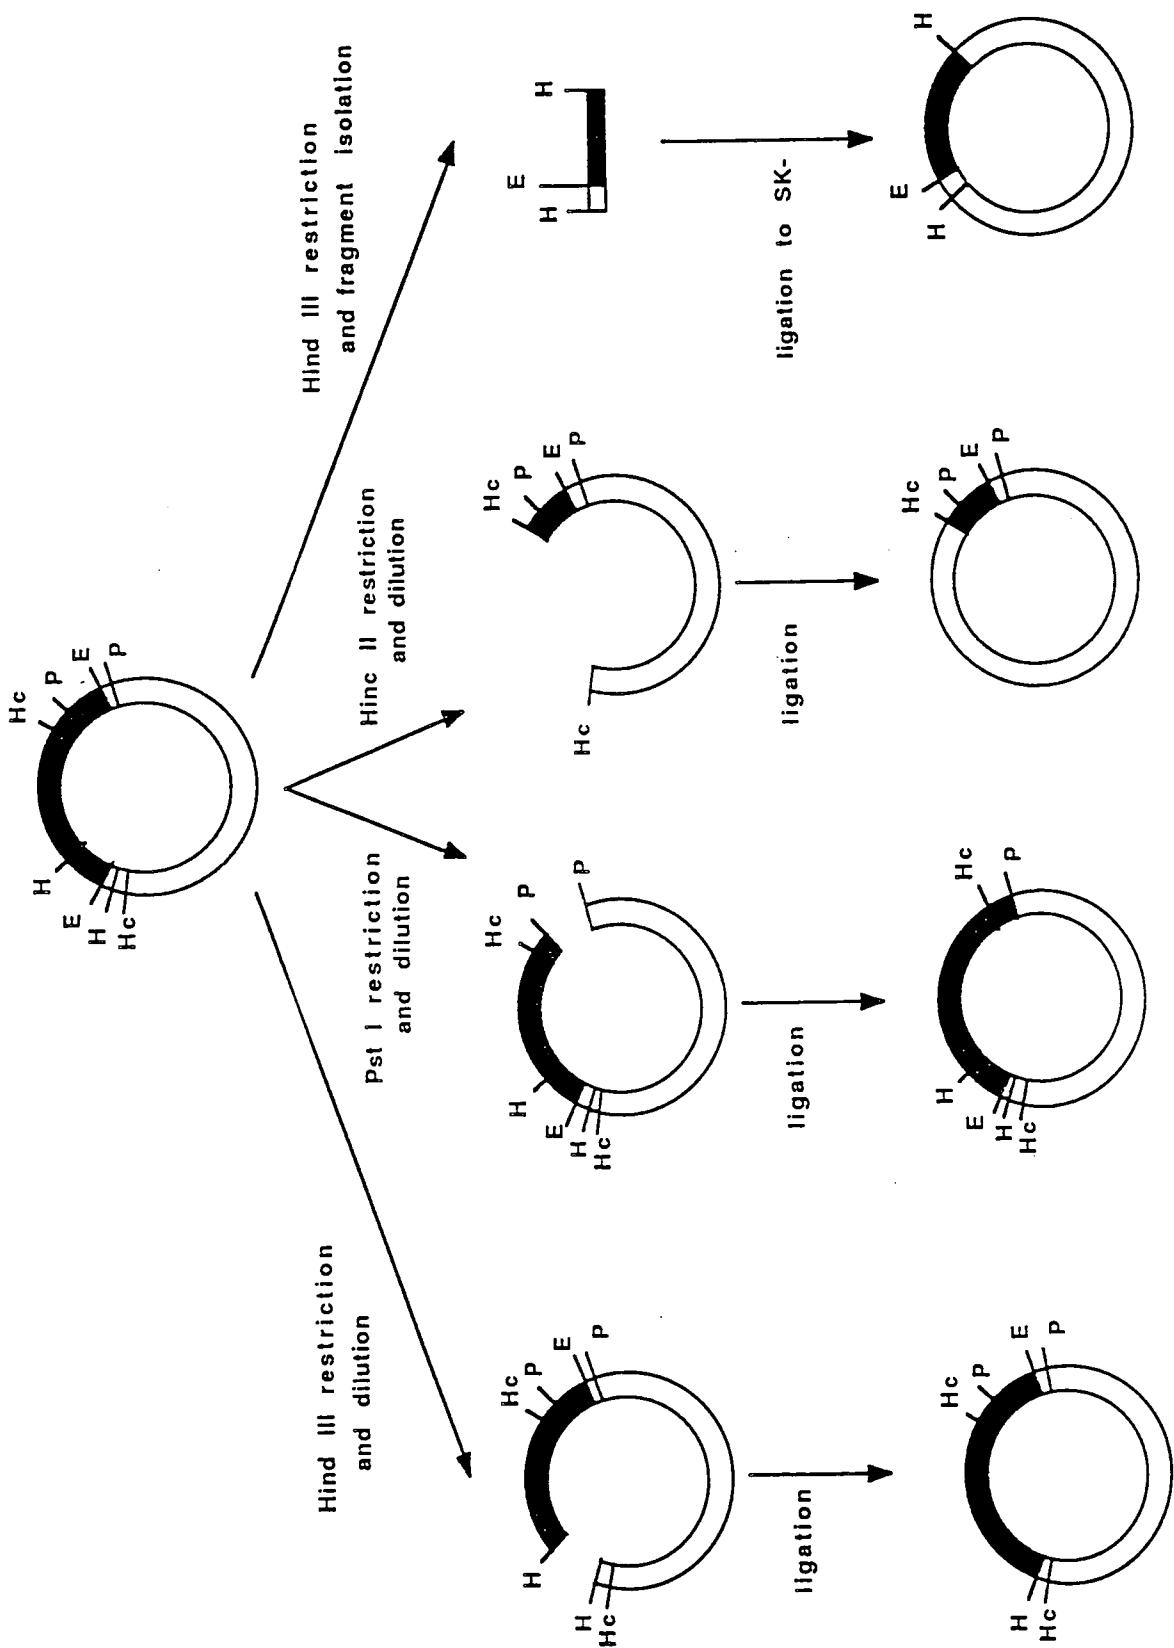 Hc
H
P
E
E
P
H
Hc
Hind III restriction
and dilution
Pst I restriction
and dilution
Hinc II restriction
and dilution
Hind III restriction
and fragment isolation
Hc
P
E
P
H
H
Hc
Hc
P
P
H
E
H
Hc
Hc
P
E
P
Hc
H
E
H
ligation
ligation
ligation
ligation to SK-
Hc
P
E
P
H
Hc
Hc
P
H
E
H
Hc
Hc
P
E
P
H
E
H